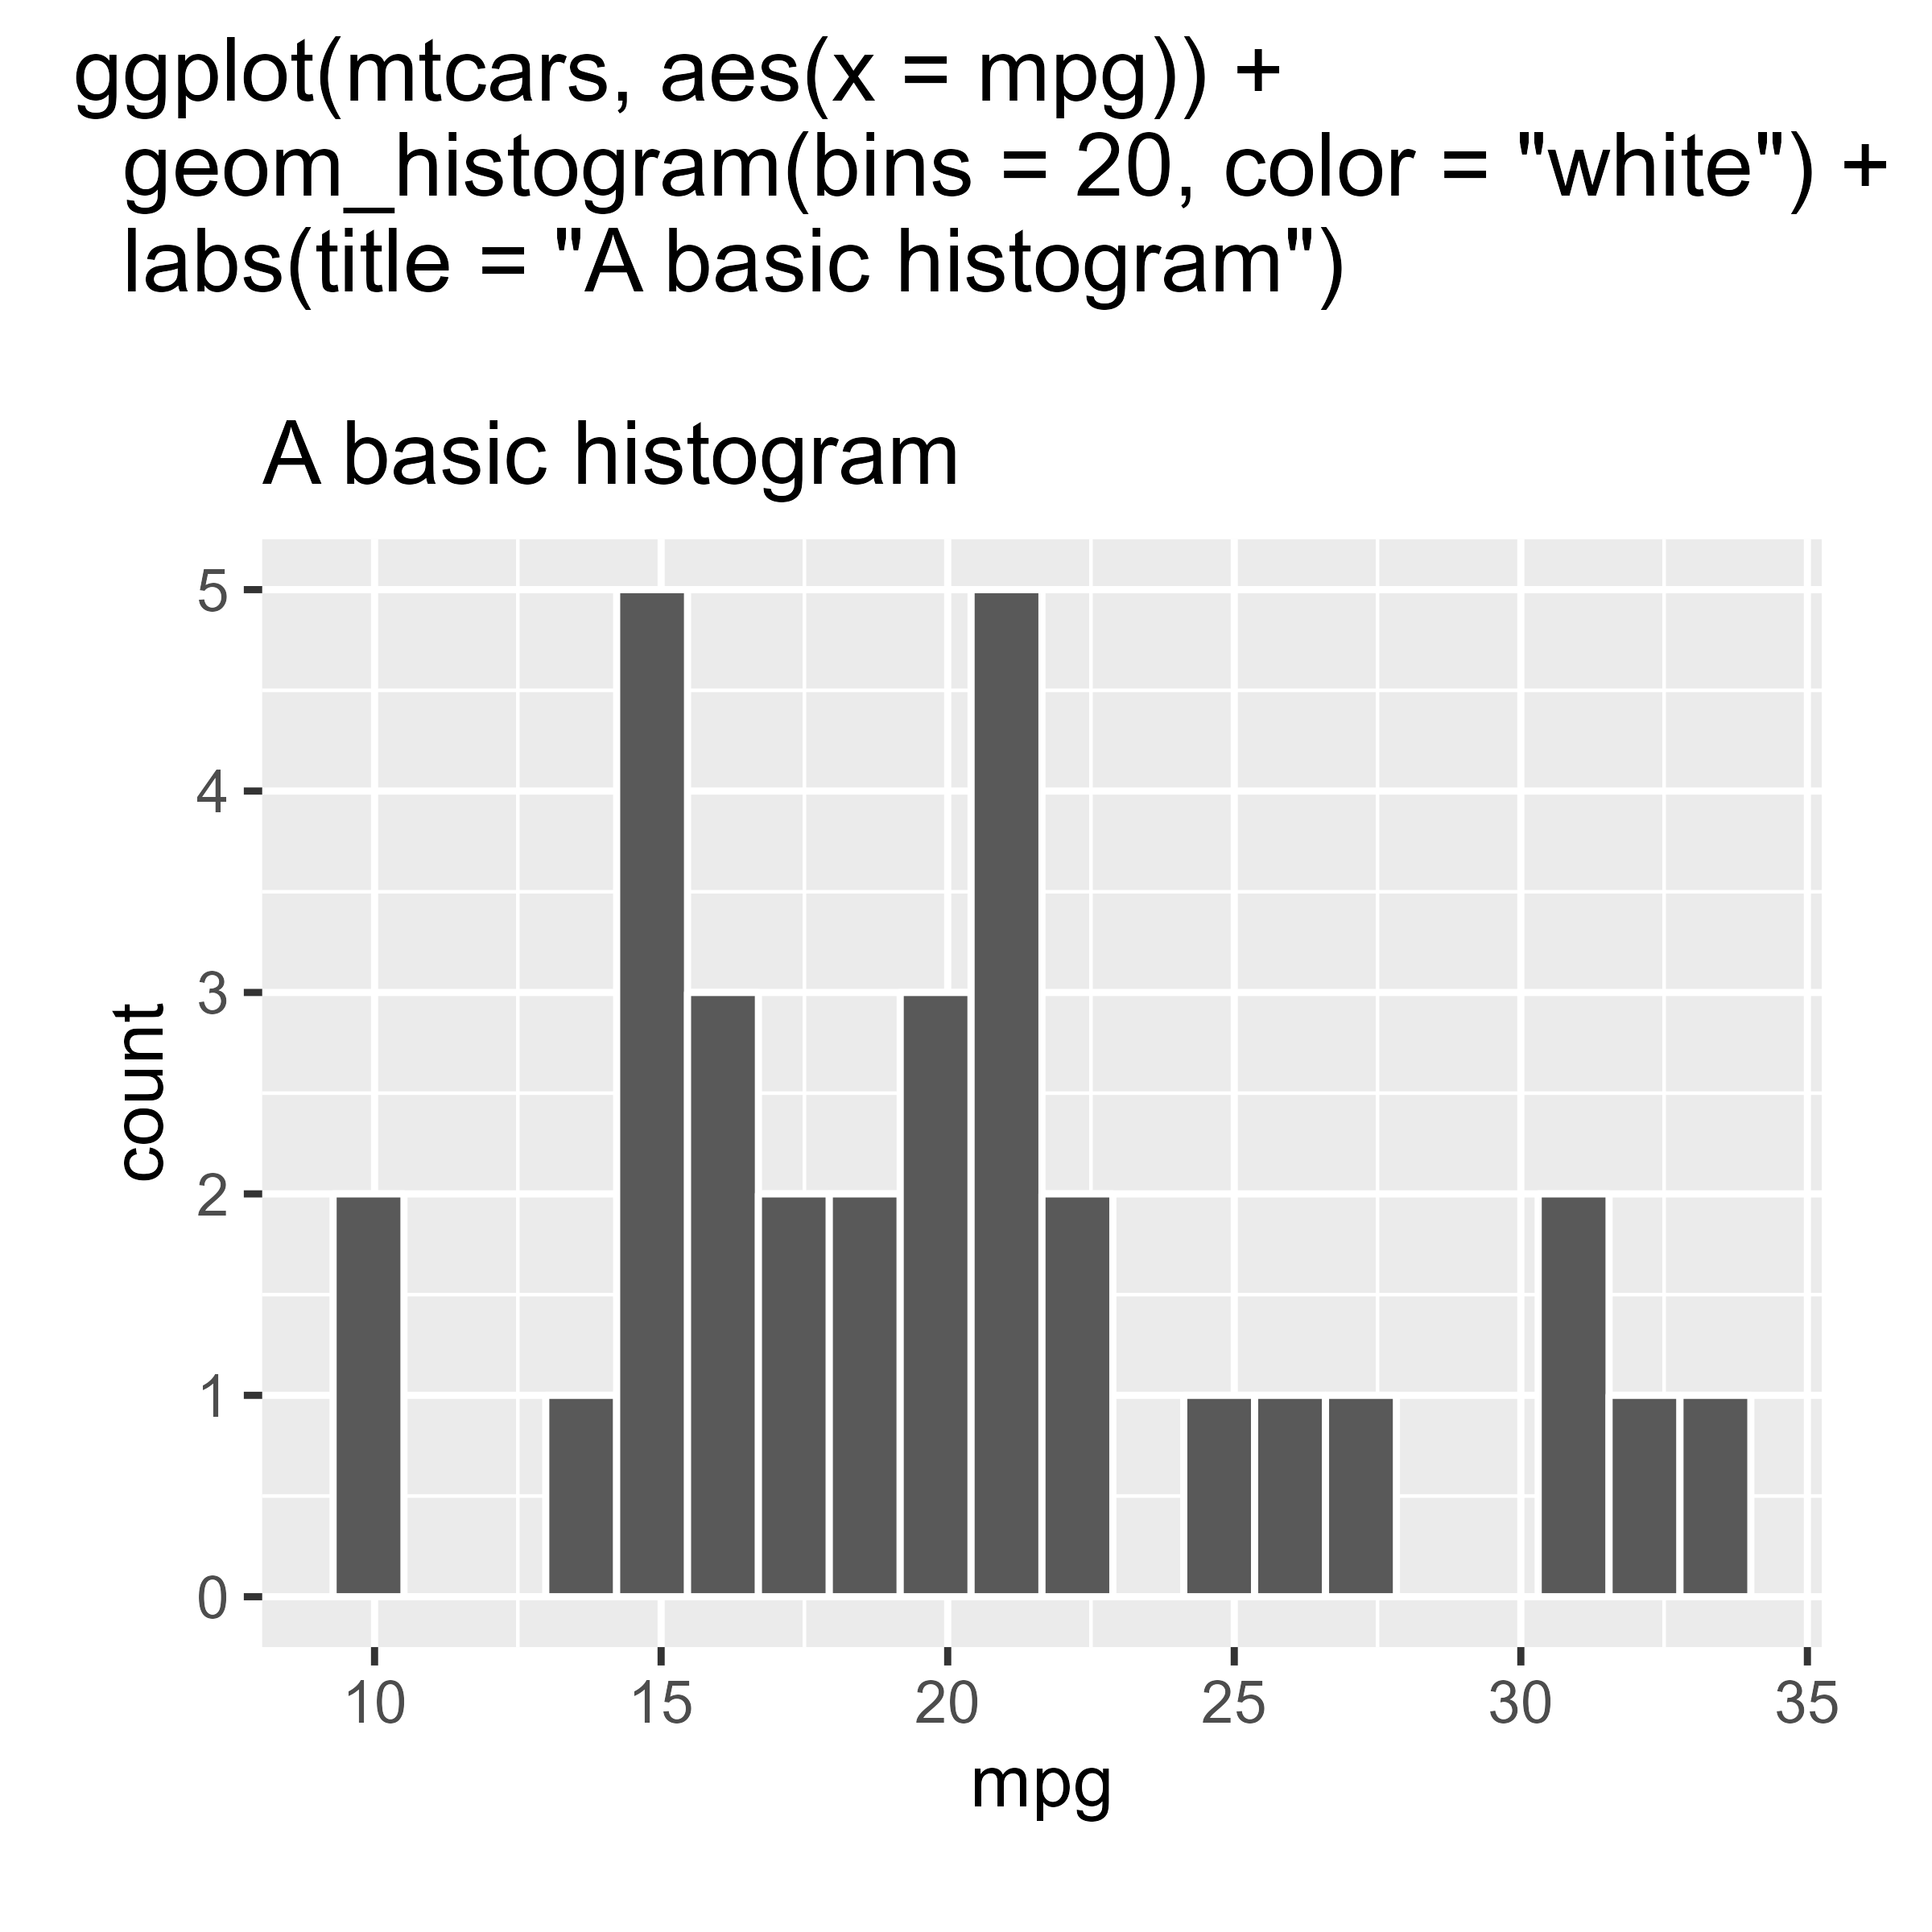 ggplot(mtcars, aes(x = mpg)) +
  geom_histogram(bins = 20, color = "white") +
  labs(title = "A basic histogram")
A basic histogram
5
4
3
2
1
0
count
10 15 20 25 30 35
mpg